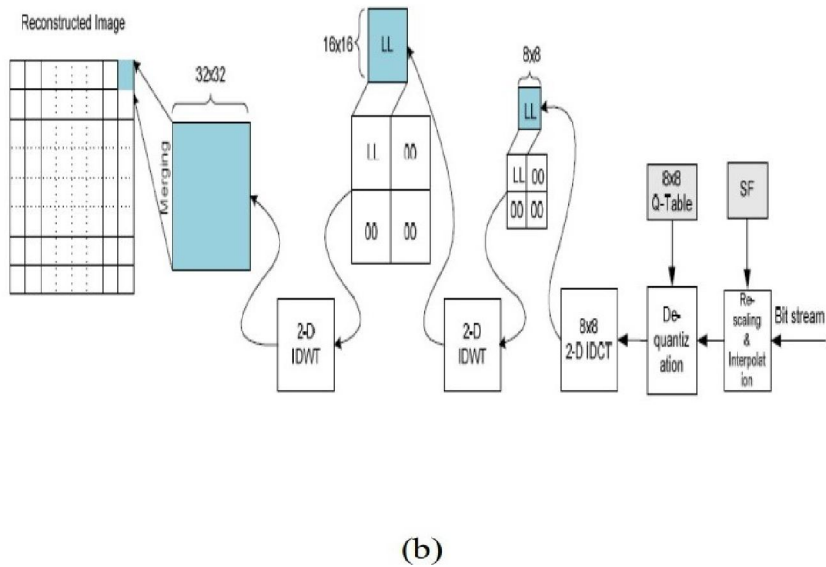 Reconstructed Image
32x32
Merging
16x16
LL
LL 00
00 00
2-D
IDWT
8x8
LL
LL 00
00 00
2-D
IDWT
8x8
2-D IDCT
8x8
Q-Table
De-
quantiz
ation
SF
Re-
scaling
&
Interpolat
ion
Bit stream
(b)